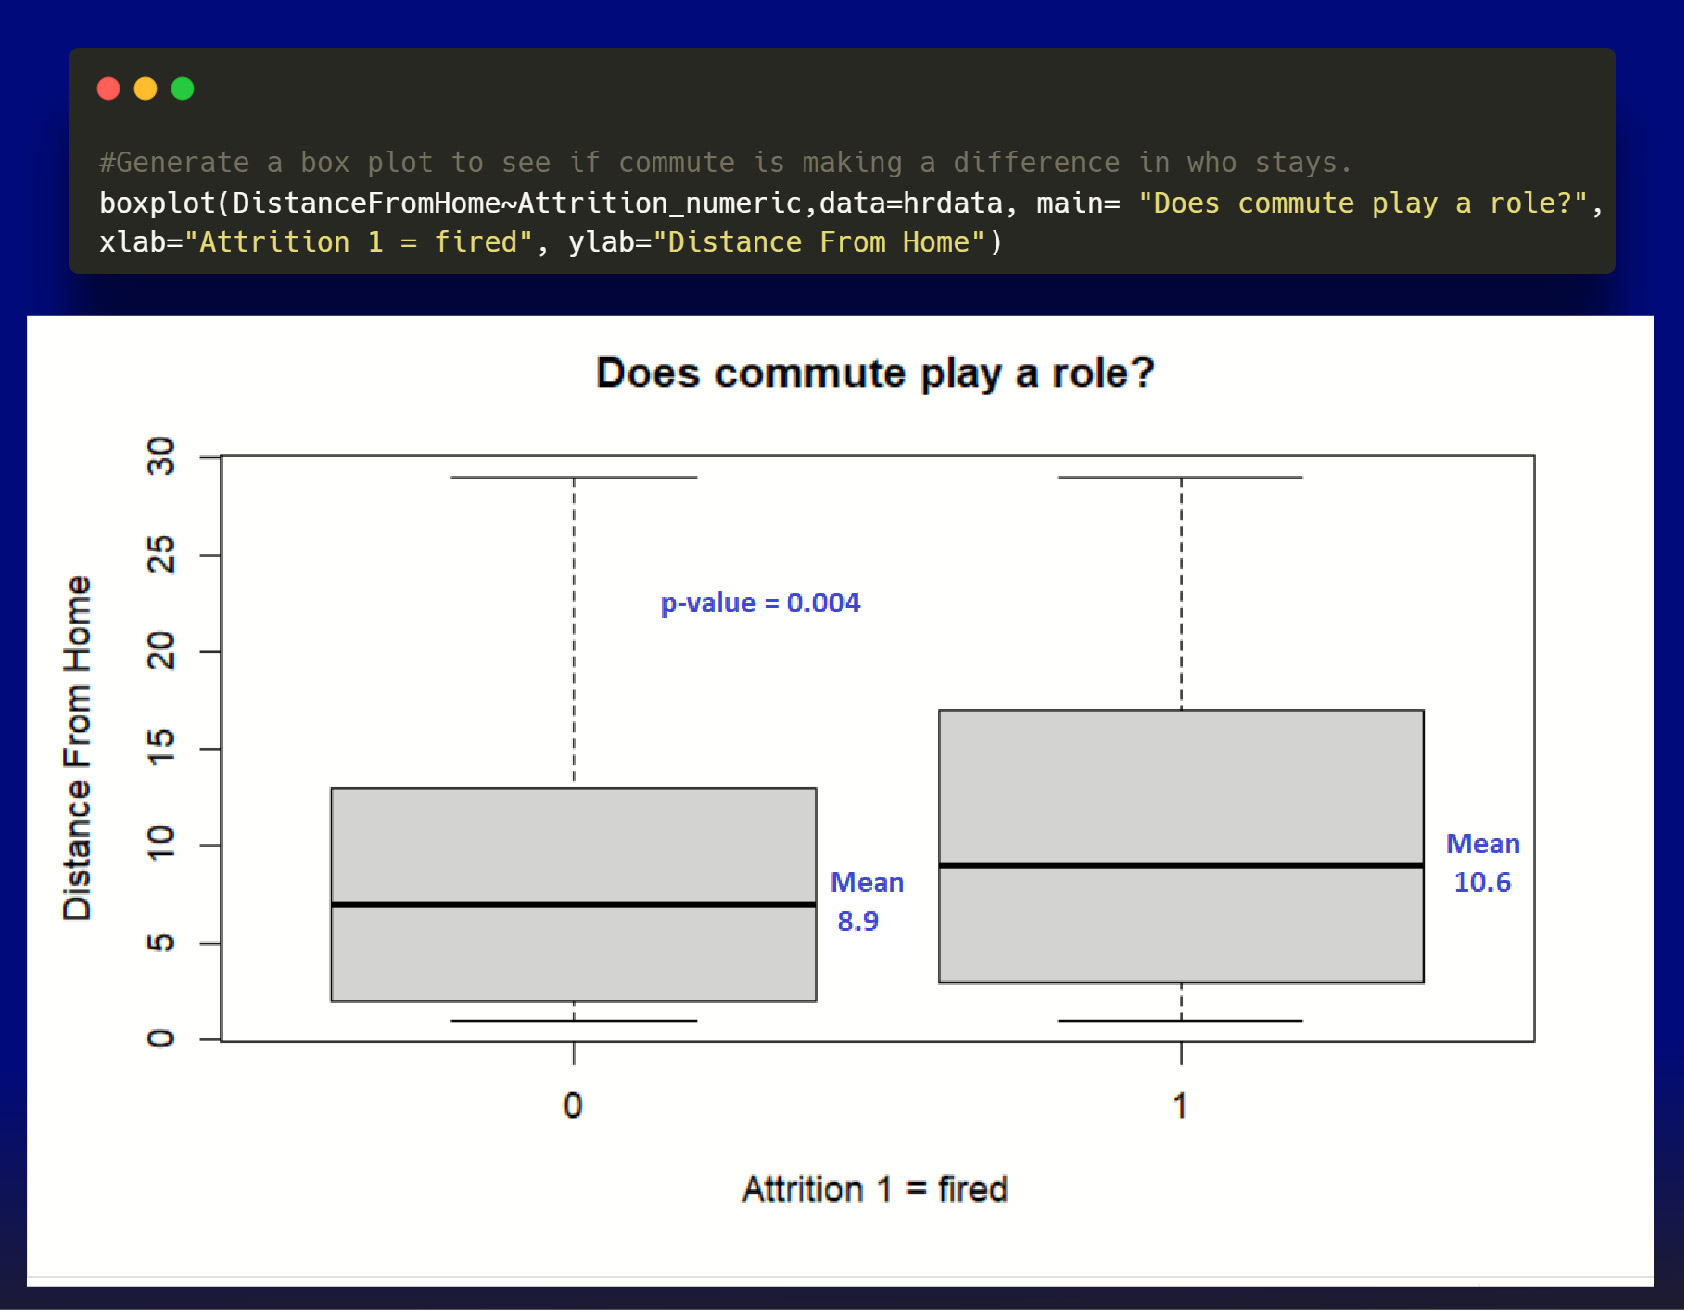 #Generate a box plot to see if commute is making a difference in who stays.
boxplot(DistanceFromHome~Attrition_numeric,data=hrdata, main= "Does commute play a role?",
xlab="Attrition 1 = fired", ylab="Distance From Home")
Does commute play a role?
Distance From Home
30
25
20
15
10
5
0
p-value = 0.004
Mean
8.9
Mean
10.6
0
1
Attrition 1 = fired